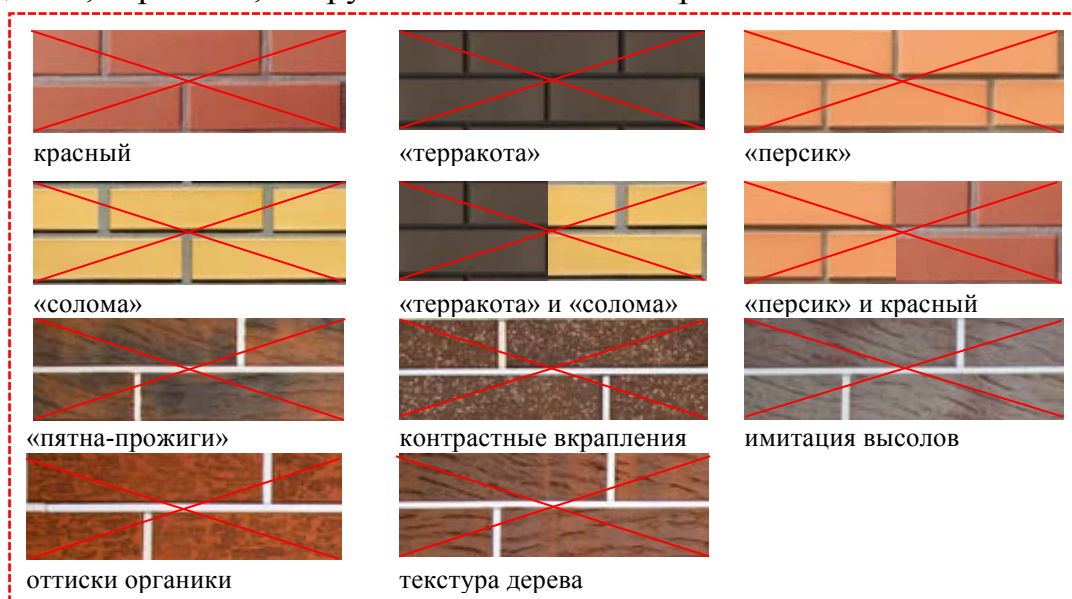 красный «терракота» «персик»
«солома» «терракота» и «солома» «персик» и красный
«пятна-прожиги» контрастные вкрапления имитация высолов
оттиски органики текстура дерева